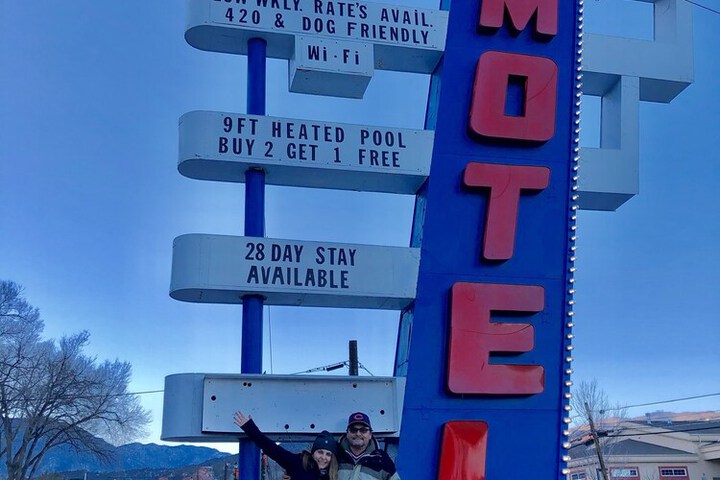 LOW WKLY. RATE'S AVAIL.
420 & DOG FRIENDLY
Wi-Fi
9FT HEATED POOL
BUY 2 GET 1 FREE
28 DAY STAY
AVAILABLE
MOTEL